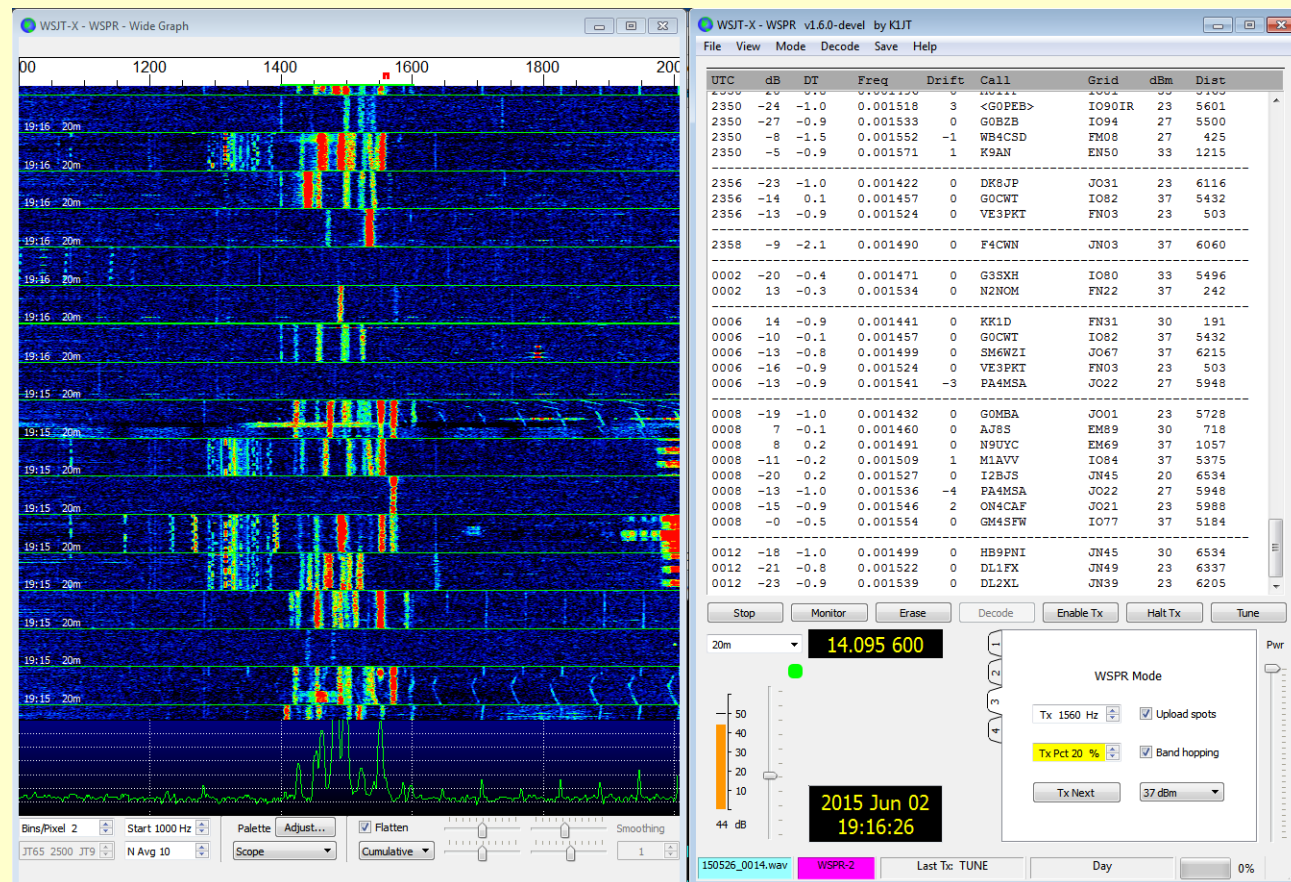 WSJT-X - WSPR - Wide Graph
1200 1400 1600 1800
19:16 20m
19:16 20m
19:16 20m
19:16 20m
19:16 20m
19:16 20m
19:16 20m
19:16 20m
19:15 20m
19:15 20m
19:15 20m
19:15 20m
19:15 20m
19:15 20m
19:15 20m
19:15 20m
Bins/Pixel 2 Start 1000 Hz Palette Adjust... Flatten Smoothing
JT65 2500 JT9 N Avg 10 Scope Cumulative 1
WSJT-X - WSPR v1.6.0-devel by K1JT
File View Mode Decode Save Help
UTC dB DT Freq Drift Call Grid dBm Dist
2350 -24 -1.0 0.001518 3 <G0PEB> IO90IR 23 5601
2350 -27 -0.9 0.001533 0 G0BZB IO94 27 5500
2350 -8 -1.5 0.001552 -1 WB4CSD FM08 27 425
2350 -5 -0.9 0.001571 1 K9AN EN50 33 1215
2356 -23 -1.0 0.001422 0 DK8JP JO31 23 6116
2356 -14 0.1 0.001457 0 G0CWT IO82 37 5432
2356 -13 -0.9 0.001524 0 VE3PKT FN03 23 503
2358 -9 -2.1 0.001490 0 F4CWN JN03 37 6060
0002 -20 -0.4 0.001471 0 G3SXH IO80 33 5496
0002 13 -0.3 0.001534 0 N2NOM FN22 37 242
0006 14 -0.9 0.001441 0 KK1D FN31 30 191
0006 -10 -0.1 0.001457 0 G0CWT IO82 37 5432
0006 -13 -0.8 0.001499 0 SM6WZI JO67 37 6215
0006 -16 -0.9 0.001524 0 VE3PKT FN03 23 503
0006 -13 -0.9 0.001541 -3 PA4MSA JO22 27 5948
0008 -19 -1.0 0.001432 0 G0MBA JO01 23 5728
0008 7 -0.1 0.001460 0 AJ8S EM89 30 718
0008 8 0.2 0.001491 0 N9UYC EM69 37 1057
0008 -11 -0.2 0.001509 1 M1AVV IO84 37 5375
0008 -20 0.2 0.001527 0 I2BJS JN45 20 6534
0008 -13 -1.0 0.001536 -4 PA4MSA JO22 27 5948
0008 -15 -0.9 0.001546 2 ON4CAF JO21 23 5988
0008 -0 -0.5 0.001554 0 GM4SFW IO77 37 5184
0012 -18 -1.0 0.001499 0 HB9PNI JN45 30 6534
0012 -21 -0.8 0.001522 0 DL1FX JN49 23 6337
0012 -23 -0.9 0.001539 0 DL2XL JN39 23 6205
Stop Monitor Erase Decode Enable Tx Halt Tx Tune
20m 14.095 600 Pwr
1
2
3
4
WSPR Mode
Tx 1560 Hz Upload spots
Tx Pct 20 % Band hopping
Tx Next 37 dBm
50
40
30
20
10
44 dB
2015 Jun 02
19:16:26
150526_0014.wav WSPR-2 Last Tx: TUNE Day 0%